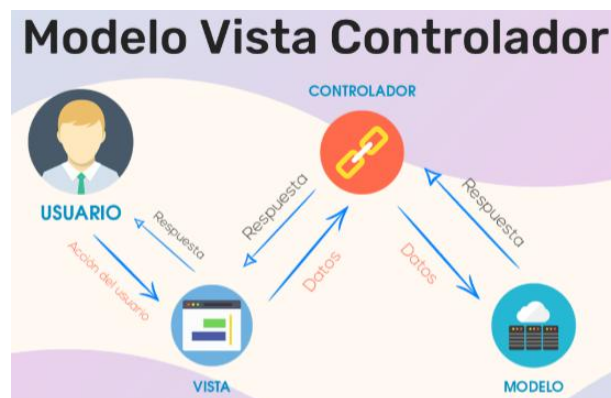 Modelo Vista Controlador
CONTROLADOR
USUARIO
Respuesta
Acción del usuario
Respuesta
Datos
Datos
Respuesta
VISTA
MODELO